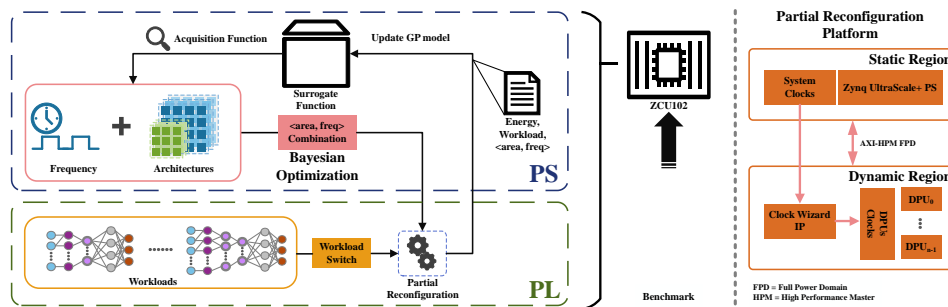 Acquisition Function
Update GP model
Surrogate
Function
Energy,
Workload,
<area, freq>
<area, freq>
Combination
Frequency
Architectures
Bayesian
Optimization
PS
Workloads
Workload
Switch
Partial
Reconfiguration
PL
ZCU102
Benchmark
Partial Reconfiguration
Platform
Static Region
System
Clocks
Zynq UltraScale+ PS
AXI-HPM FPD
Dynamic Region
Clock Wizard
IP
DPUs
Clocks
DPU0
DPUn-1
FPD = Full Power Domain
HPM = High Performance Master